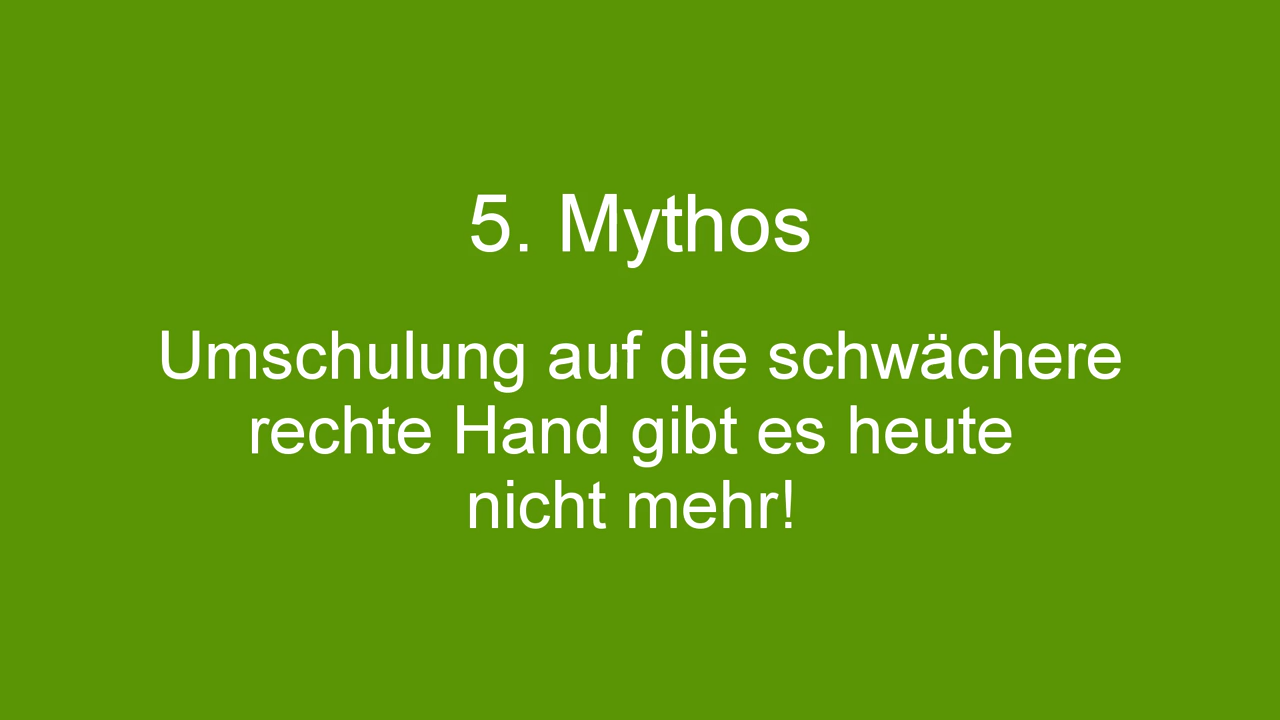 5. Mythos
Umschulung auf die schwächere
rechte Hand gibt es heute
nicht mehr!